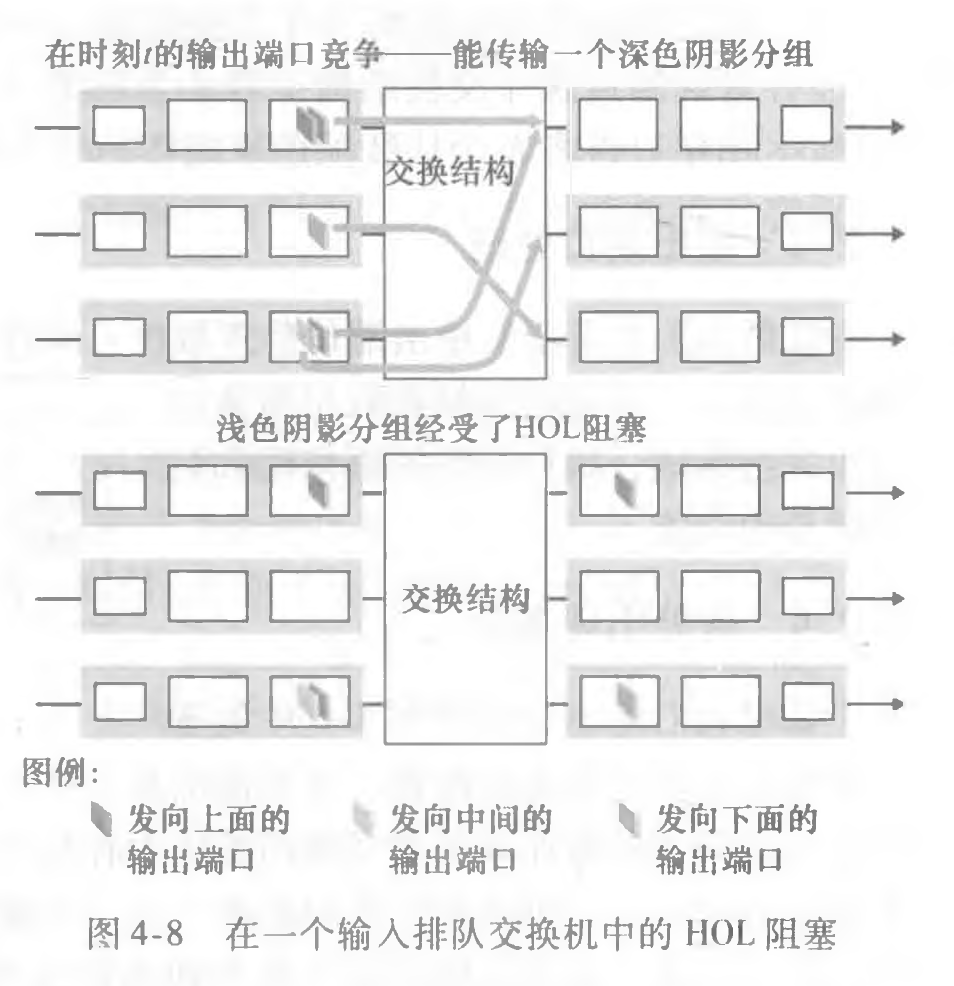 在时刻t的输出端口竞争——能传输一个深色阴影分组
交换结构
浅色阴影分组经受了HOL阻塞
交换结构
图例:
发向上面的
输出端口
发向中间的
输出端口
发向下面的
输出端口
图 4-8 在一个输入排队交换机中的 HOL 阻塞